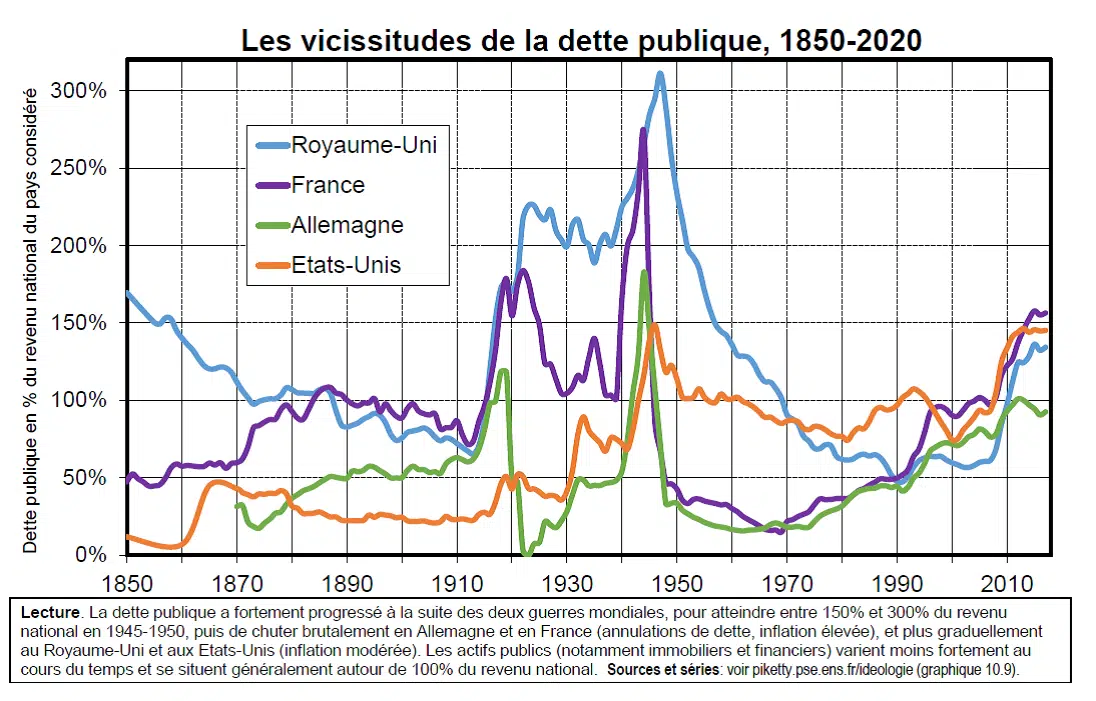 Les vicissitudes de la dette publique, 1850-2020
Dette publique en % du revenu national du pays considéré
300%
250%
200%
150%
100%
50%
0%
Royaume-Uni
France
Allemagne
Etats-Unis
1850 1870 1890 1910 1930 1950 1970 1990 2010
Lecture. La dette publique a fortement progressé à la suite des deux guerres mondiales, pour atteindre entre 150% et 300% du revenu
national en 1945-1950, puis de chuter brutalement en Allemagne et en France (annulations de dette, inflation élevée), et plus graduellement
au Royaume-Uni et aux Etats-Unis (inflation modérée). Les actifs publics (notamment immobiliers et financiers) varient moins fortement au
cours du temps et se situent généralement autour de 100% du revenu national. Sources et séries: voir piketty.pse.ens.fr/ideologie (graphique 10.9).